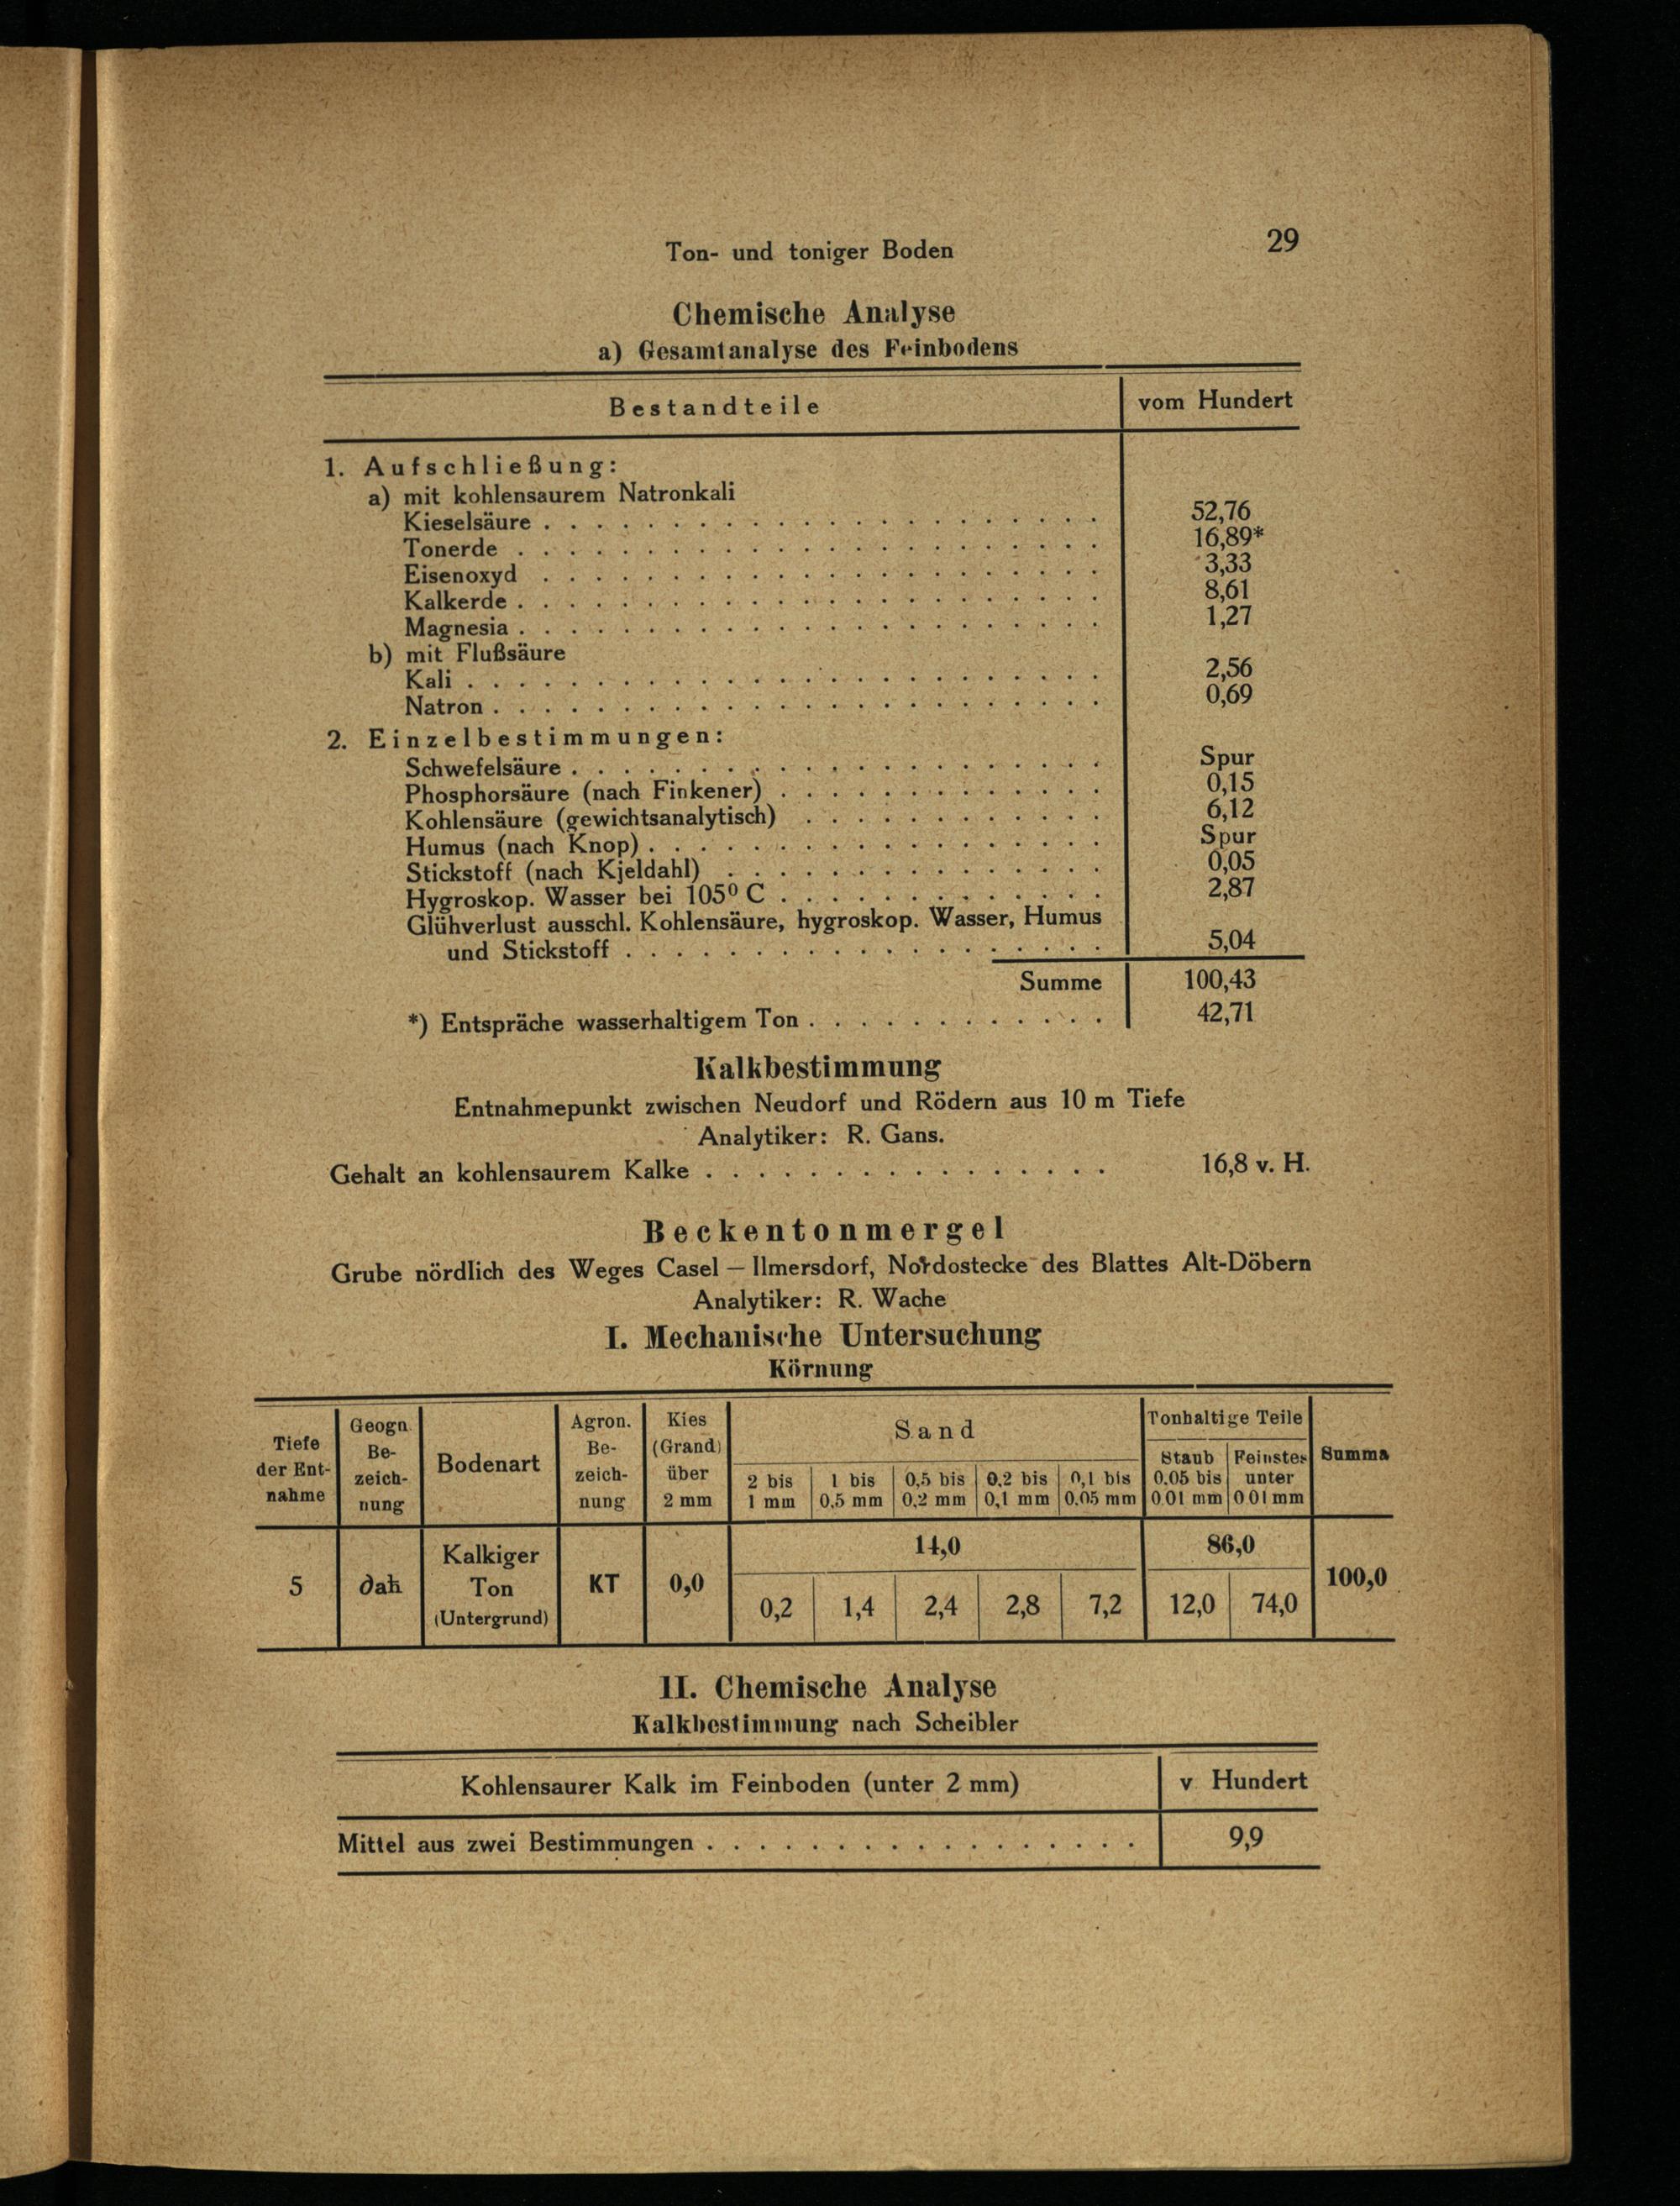 Ton- und toniger Boden 29
Chemische Analyse
a) Gesamtanalyse des Feinbodens
Bestandteile vom Hundert
1. Aufschließung:
a) mit kohlensaurem Natronkali
Kieselsäure . . . . . . . . . . 52,76
Tonerde . . . . . . . . . . 16,89*
Eisenoxyd . . . . . . . . . . 3,33
Kalkerde . . . . . . . . . . 8,61
Magnesia . . . . . . . . . . 1,27
b) mit Flußsäure
Kali . . . . . . . . . . 2,56
Natron . . . . . . . . . . 0,69
2. Einzelbestimmungen:
Schwefelsäure . . . . . . . . . . Spur
Phosphorsäure (nach Finkener) . . . . . . . . . . 0,15
Kohlensäure (gewichtsanalytisch) . . . . . . . . . . 6,12
Humus (nach Knop) . . . . . . . . . . Spur
Stickstoff (nach Kjeldahl) . . . . . . . . . . 0,05
Hygroskop. Wasser bei 105⁰ C . . . . . . . . . . 2,87
Glühverlust ausschl. Kohlensäure, hygroskop. Wasser, Humus
und Stickstoff . . . . . . . . . . 5,04
Summe 100,43
*) Entspräche wasserhaltigem Ton . . . . . . . . . . 42,71
Kalkbestimmung
Entnahmepunkt zwischen Neudorf und Rödern aus 10 m Tiefe
Analytiker: R. Gans.
Gehalt an kohlensaurem Kalke . . . . . . . . . . 16,8 v. H.
Beckentonmergel
Grube nördlich des Weges Casel — Ilmersdorf, Nordostecke des Blattes Alt-Döbern
Analytiker: R. Wache
I. Mechanische Untersuchung
Körnung
Tiefe der Ent-nahme
Geogn. Be-zeich-nung
Bodenart
Agron. Be-zeich-nung
Kies (Grand) über 2 mm
Sand
2 bis 1 mm
1 bis 0,5 mm
0,5 bis 0,2 mm
0,2 bis 0,1 mm
0,1 bis 0,05 mm
Tonhaltige Teile
Staub 0,05 bis 0,01 mm
Feinstes unter 0,01 mm
Summa
5
Kalkiger Ton (Untergrund)
KT
0,0
14,0
86,0
100,0
0,2 1,4 2,4 2,8 7,2 12,0 74,0
II. Chemische Analyse
Kalkbestimmung nach Scheibler
Kohlensaurer Kalk im Feinboden (unter 2 mm) v Hundert
Mittel aus zwei Bestimmungen . . . . . . . . . . 9,9